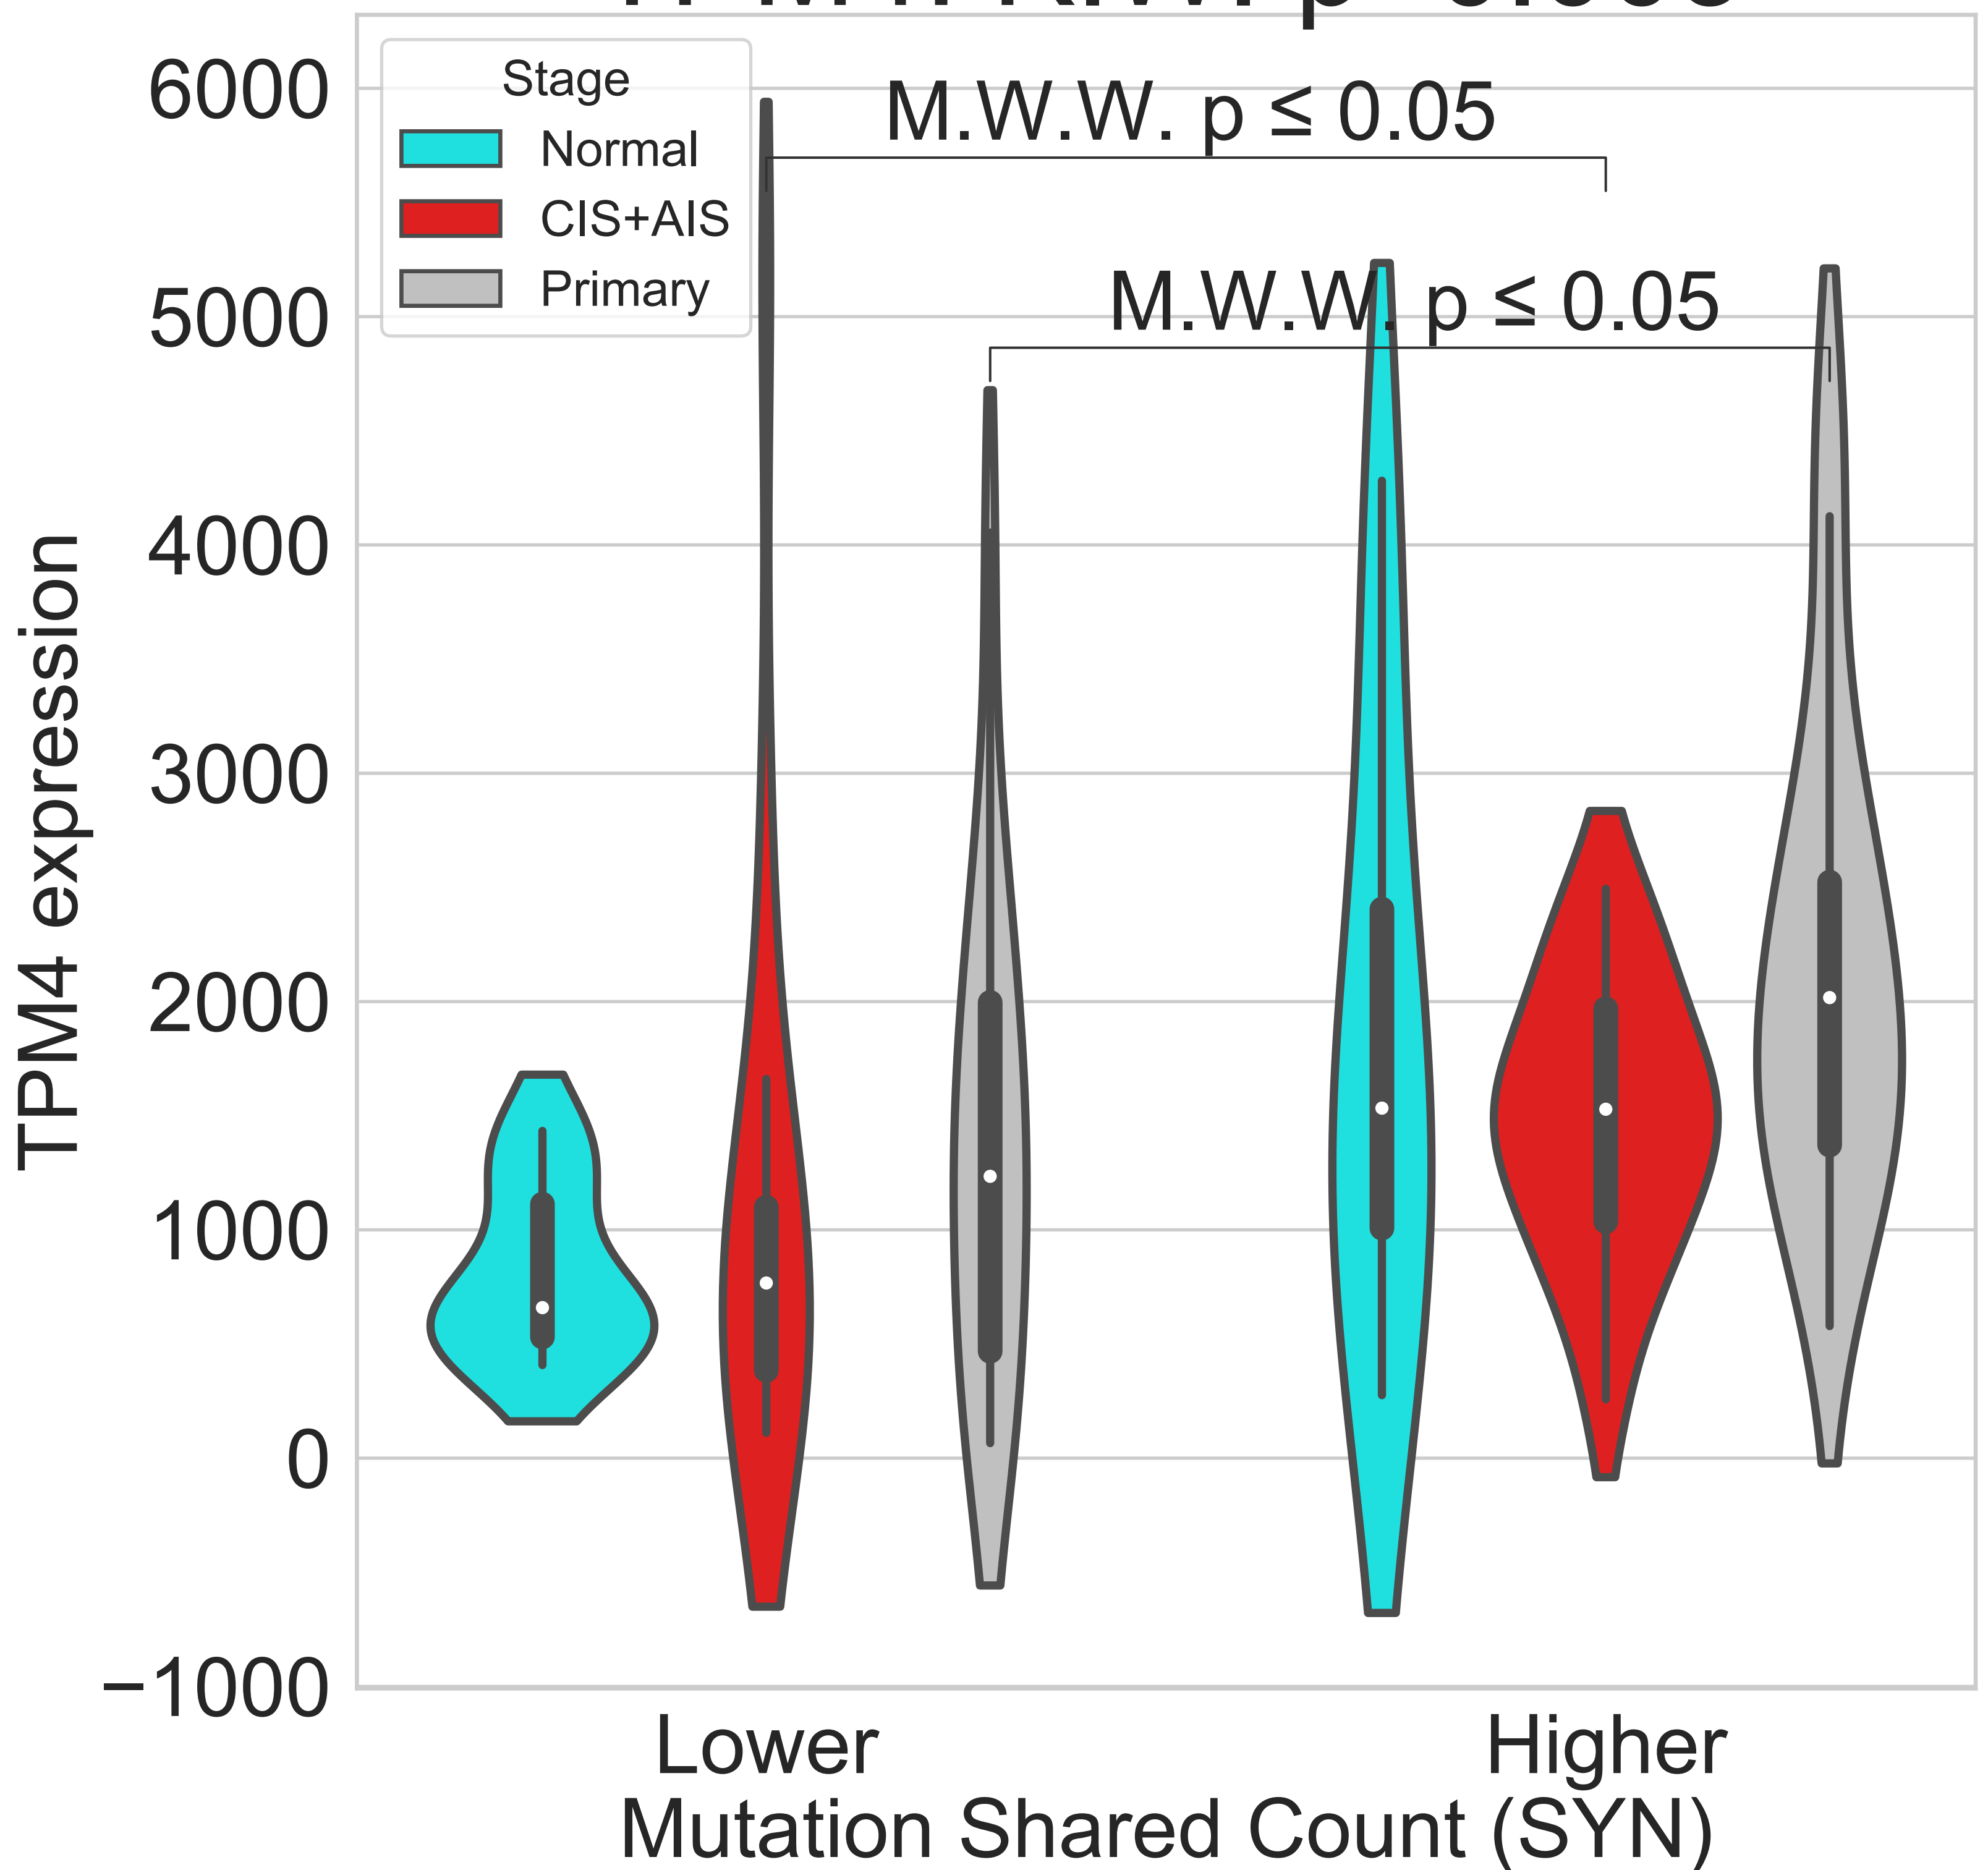 6000
5000
4000
3000
2000
1000
0
−1000
TPM4 expression
Stage
Normal
CIS+AIS
Primary
M.W.W. p ≤ 0.05
M.W.W. p ≤ 0.05
Lower
Higher
Mutation Shared Count (SYN)